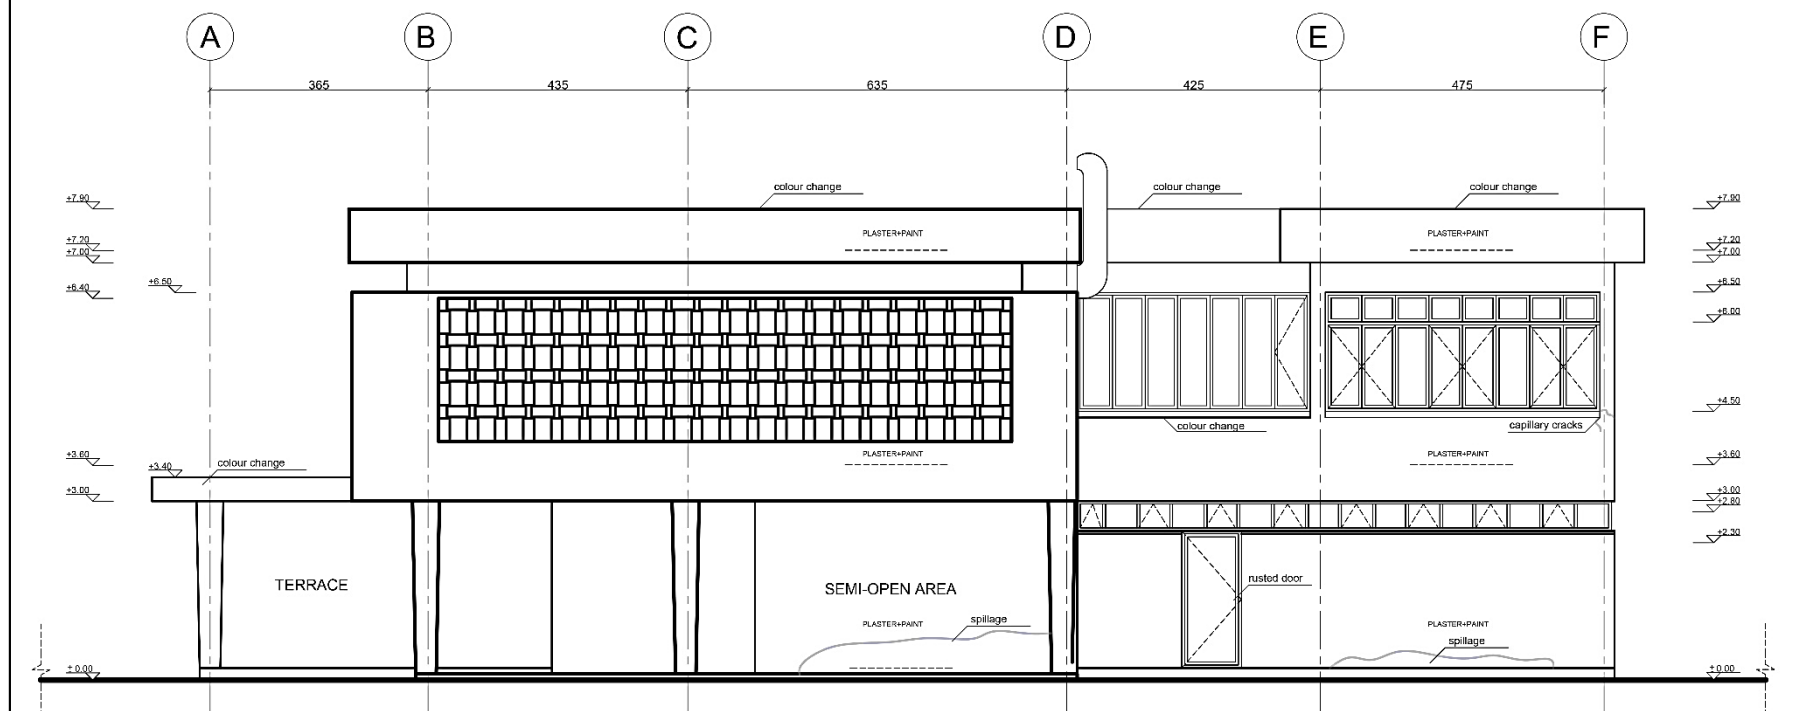 A B C D E F
365 435 635 425 475
colour change colour change colour change
+7.90 +7.90
PLASTER+PAINT PLASTER+PAINT
+7.20 +7.20
+7.00 +7.00
+6.50
+6.40 +6.50
+6.00
+4.50
colour change capillary cracks
PLASTER+PAINT PLASTER+PAINT
+3.60 +3.60
+3.40 colour change
+3.00 +3.00
+2.80
+2.30
rusted door
TERRACE SEMI-OPEN AREA
PLASTER+PAINT spillage PLASTER+PAINT
spillage
± 0.00 ± 0.00